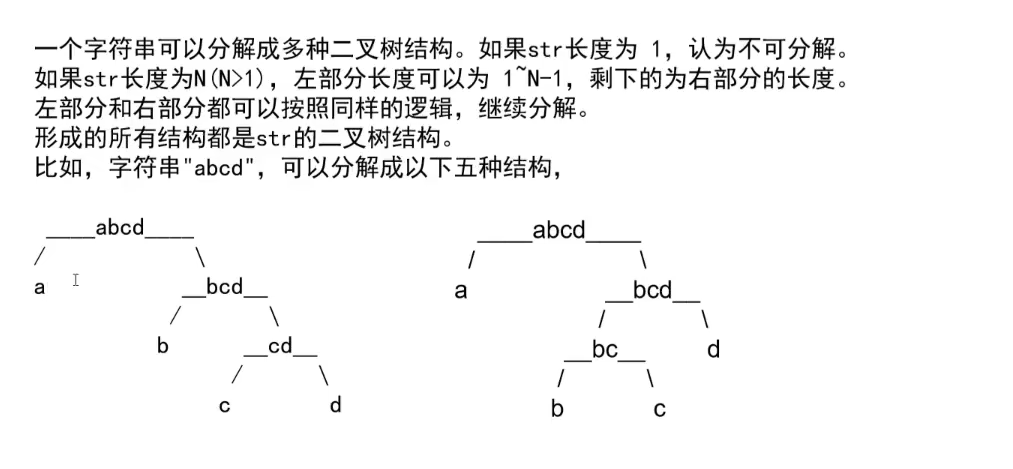 一个字符串可以分解成多种二叉树结构。如果str长度为 1，认为不可分解。
如果str长度为N(N>1)，左部分长度可以为 1~N-1，剩下的为右部分的长度。
左部分和右部分都可以按照同样的逻辑，继续分解。
形成的所有结构都是str的二叉树结构。
比如，字符串"abcd"，可以分解成以下五种结构，
____abcd____ ____abcd____
/ \ / \
a __bcd__ a __bcd__
/ \ / \
b __cd__ __bc__ d
/ \ / \
c d b c